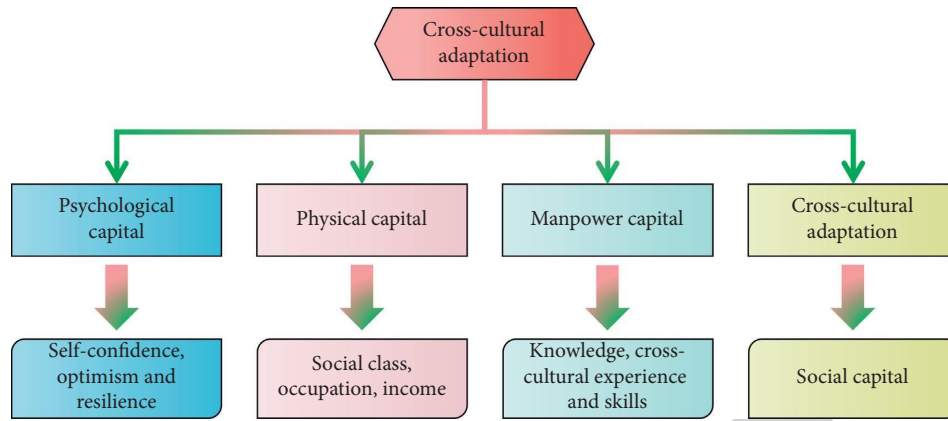 Cross-cultural
adaptation
Psychological
capital
Physical capital
Manpower capital
Cross-cultural
adaptation
Self-confidence,
optimism and
resilience
Social class,
occupation, income
Knowledge, cross-
cultural experience
and skills
Social capital